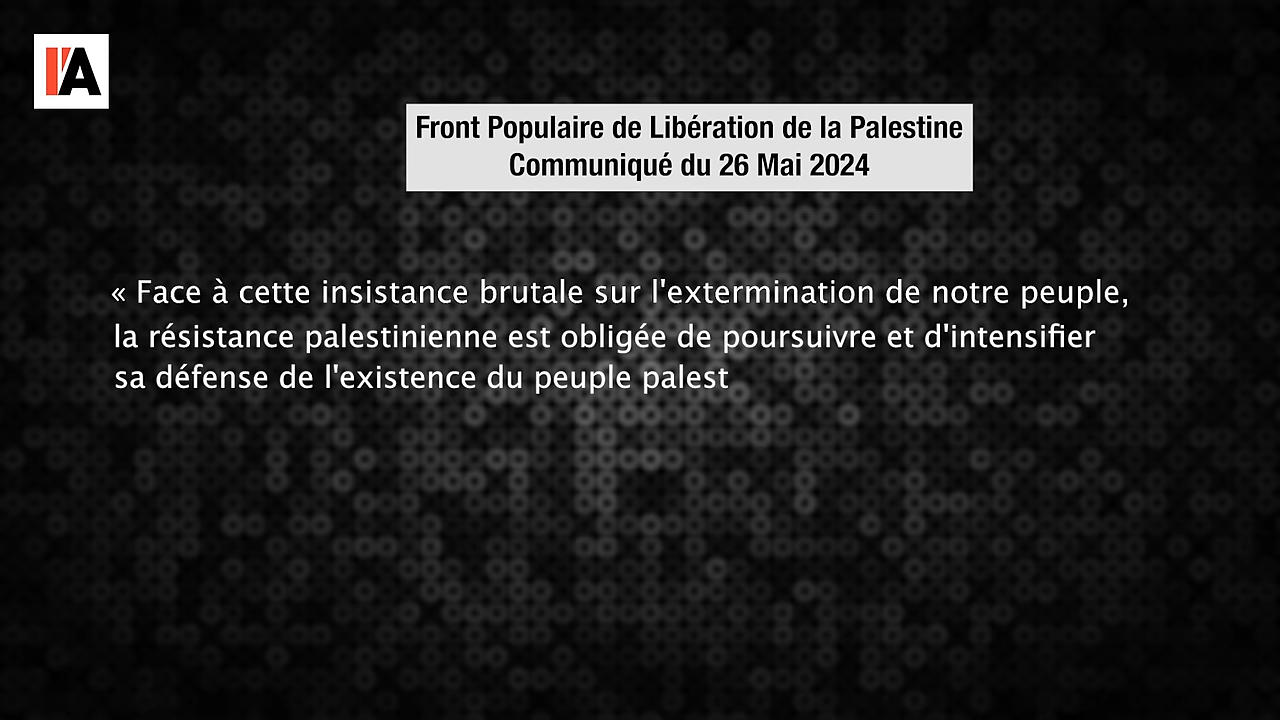 I'A
Front Populaire de Libération de la Palestine
Communiqué du 26 Mai 2024
« Face à cette insistance brutale sur l'extermination de notre peuple,
la résistance palestinienne est obligée de poursuivre et d'intensifier
sa défense de l'existence du peuple palest